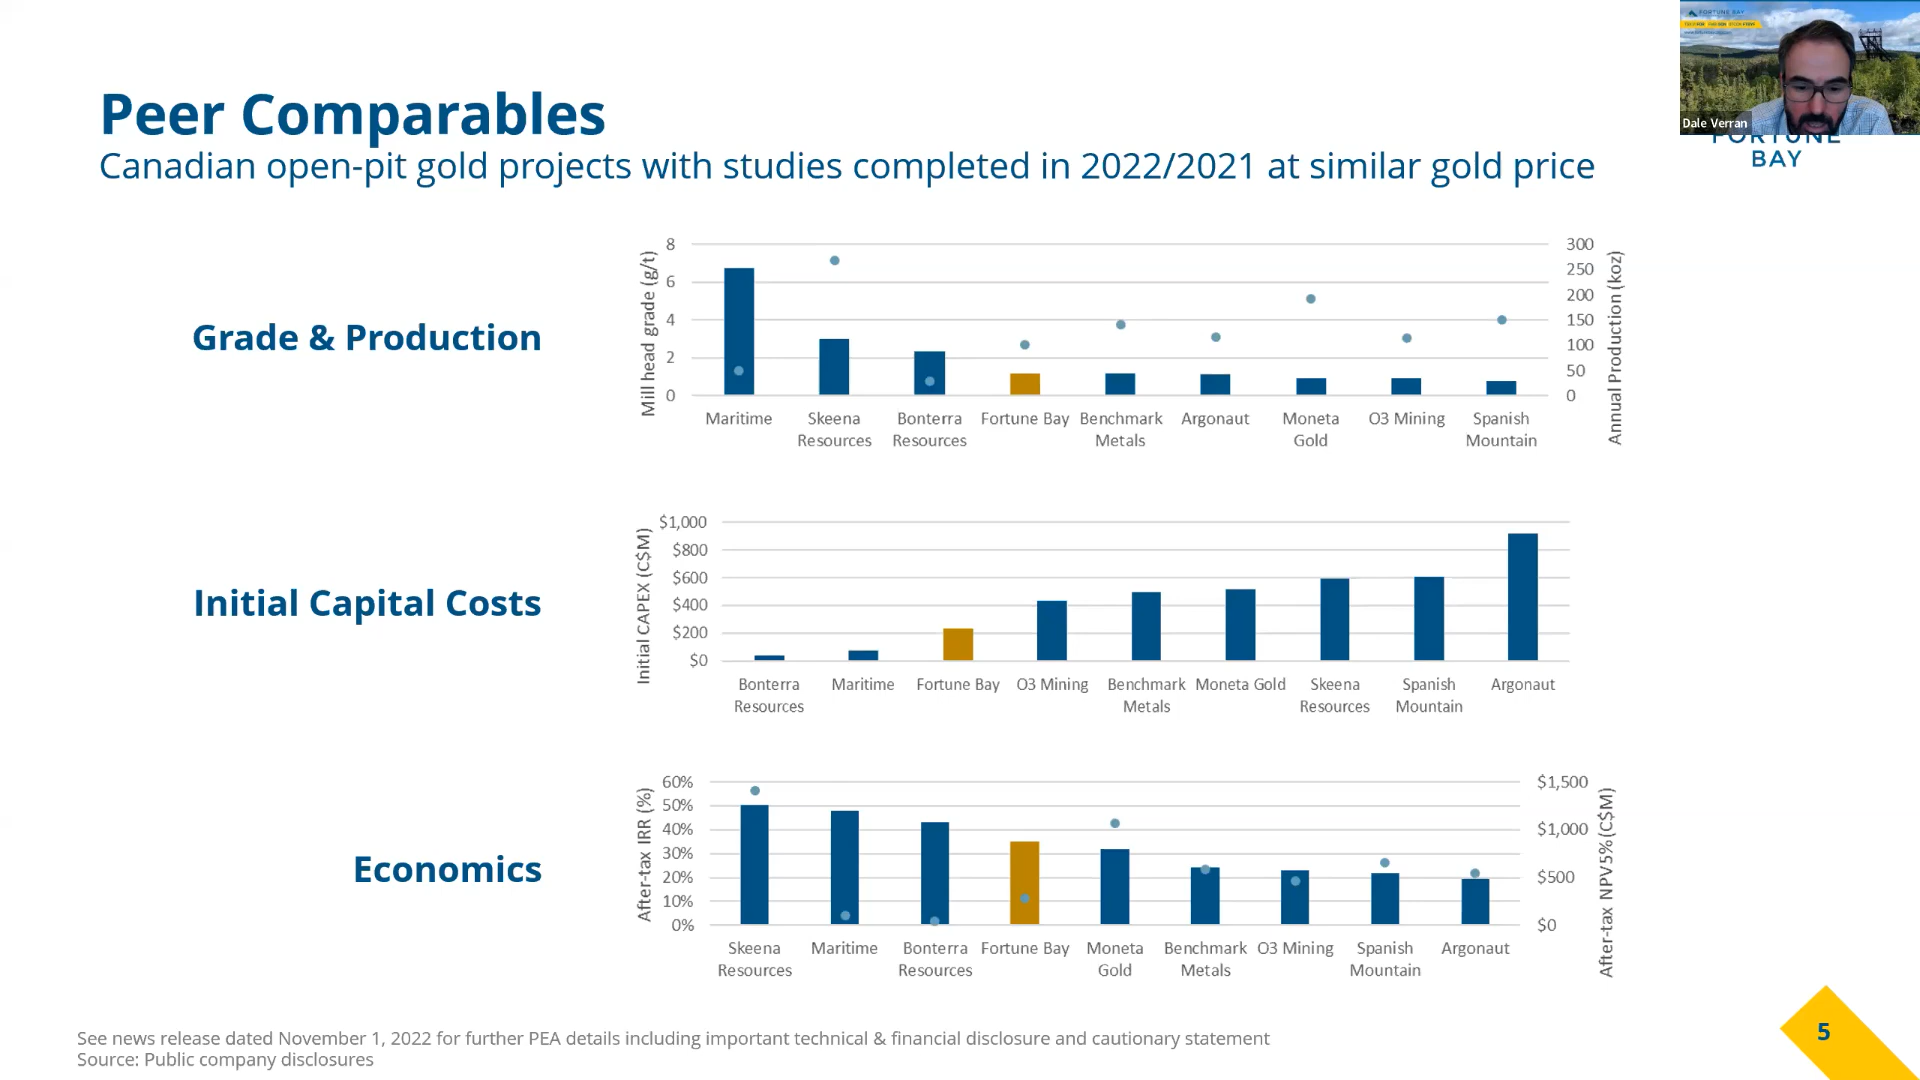 FORTUNE BAY
Dale Verran
FORTUNE
BAY
Peer Comparables
Canadian open-pit gold projects with studies completed in 2022/2021 at similar gold price
Grade & Production
Mill head grade (g/t)
8
6
4
2
0
300
250
200
150
100
50
0
Annual Production (koz)
Maritime
Skeena Resources
Bonterra Resources
Fortune Bay
Benchmark Metals
Argonaut
Moneta Gold
O3 Mining
Spanish Mountain
Initial Capital Costs
Initial CAPEX (C$M)
$1,000
$800
$600
$400
$200
$0
Bonterra Resources
Maritime
Fortune Bay
O3 Mining
Benchmark Metals
Moneta Gold
Skeena Resources
Spanish Mountain
Argonaut
Economics
After-tax IRR (%)
60%
50%
40%
30%
20%
10%
0%
$1,500
$1,000
$500
$0
After-tax NPV5%(C$M)
Skeena Resources
Maritime
Bonterra Resources
Fortune Bay
Moneta Gold
Benchmark Metals
O3 Mining
Spanish Mountain
Argonaut
See news release dated November 1, 2022 for further PEA details including important technical & financial disclosure and cautionary statement
Source: Public company disclosures
5